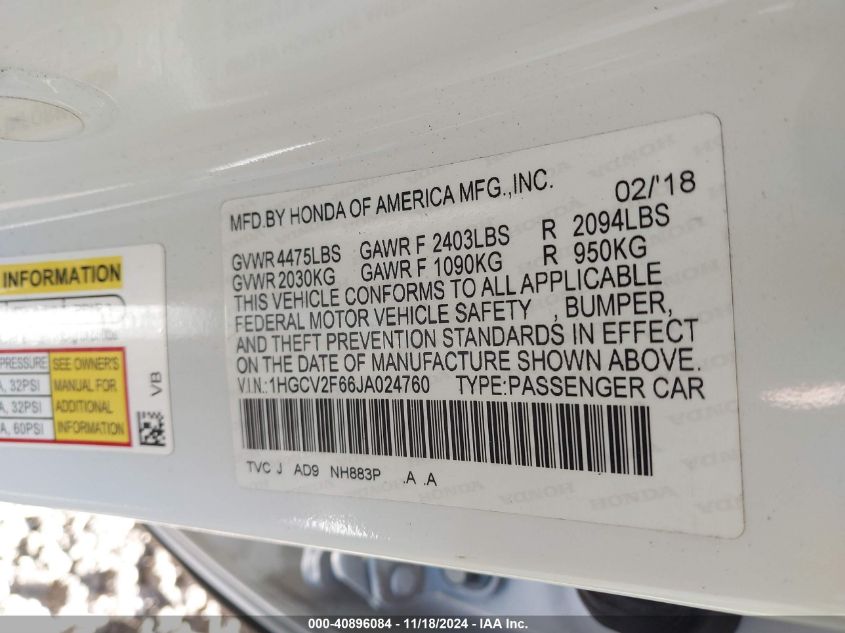 MFD.BY HONDA OF AMERICA MFG.,INC. 02/'18
GVWR 4475LBS GAWR F 2403LBS R 2094LBS
GVWR 2030KG GAWR F 1090KG R 950KG
THIS VEHICLE CONFORMS TO ALL APPLICABLE
FEDERAL MOTOR VEHICLE SAFETY , BUMPER,
AND THEFT PREVENTION STANDARDS IN EFFECT
ON THE DATE OF MANUFACTURE SHOWN ABOVE.
V.I.N.:1HGCV2F66JA024760 TYPE:PASSENGER CAR
TVC J AD9 NH883P .A .A
INFORMATION
PRESSURE
A, 32PSI
A, 32PSI
A, 60PSI
SEE OWNER'S
MANUAL FOR
ADDITIONAL
INFORMATION
VB
000-40896084 - 11/18/2024 - IAA Inc.